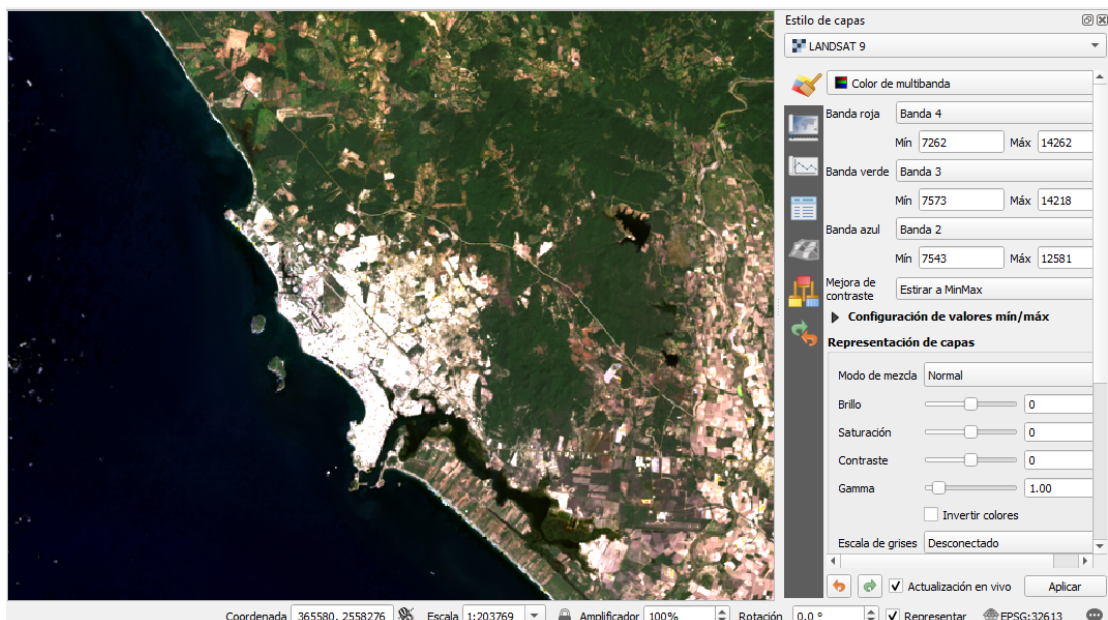 Estilo de capas
LANDSAT 9
Color de multibanda
Banda roja Banda 4
Mín 7262 Máx 14262
Banda verde Banda 3
Mín 7573 Máx 14218
Banda azul Banda 2
Mín 7543 Máx 12581
Mejora de contraste Estirar a MinMax
Configuración de valores mín/máx
Representación de capas
Modo de mezcla Normal
Brillo 0
Saturación 0
Contraste 0
Gamma 1.00
Invertir colores
Escala de grises Desconectado
Actualización en vivo Aplicar
Coordenada 365580, 2558276 Escala 1:203769 Amplificador 100% Rotación 0,0 ° Representar EPSG:32613